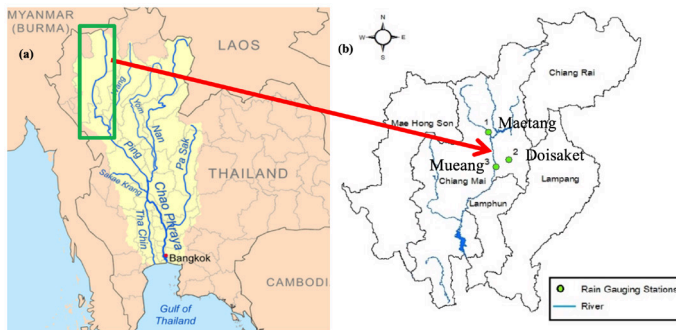 MYANMAR
(BURMA)
(a)
LAOS
Wang
Yom
Nan
Ping
Pa Sak
THAILAND
Sakae Krang
Chao Phraya
Tha Chin
Bangkok
Gulf of
Thailand
CAMBODI
(b)
N
W
E
S
Chiang Rai
Mae Hong Son
1
Maetang
2
Doisaket
Mueang
3
Chiang Mai
Lampang
Lamphun
Rain Gauging Stations
River